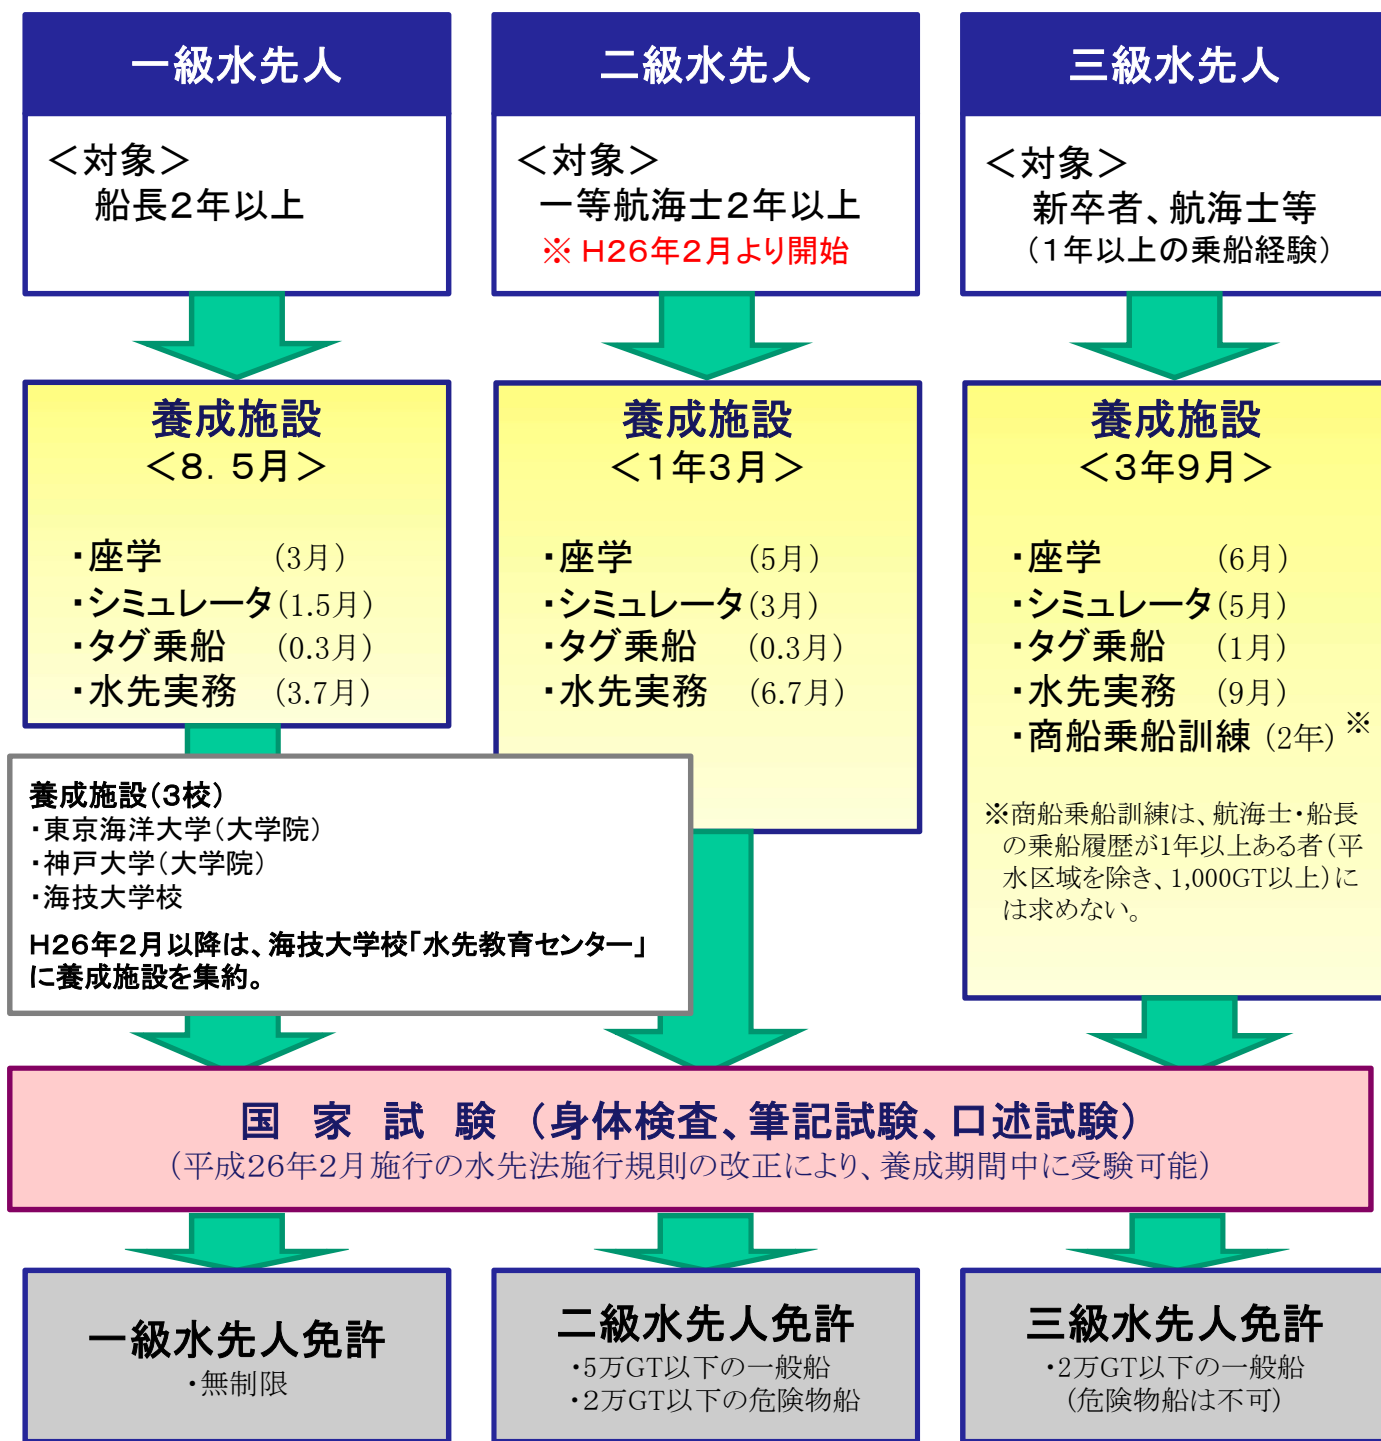 一級水先人
<対象>
船長2年以上
二級水先人
<対象>
一等航海士2年以上
※ H26年2月より開始
三級水先人
<対象>
新卒者、航海士等
(1年以上の乗船経験)
養成施設
<8. 5月>
・座学 (3月)
・シミュレータ(1.5月)
・タグ乗船 (0.3月)
・水先実務 (3.7月)
養成施設
<1年3月>
・座学 (5月)
・シミュレータ(3月)
・タグ乗船 (0.3月)
・水先実務 (6.7月)
養成施設
<3年9月>
・座学 (6月)
・シミュレータ(5月)
・タグ乗船 (1月)
・水先実務 (9月)
・商船乗船訓練 (2年)※
※商船乗船訓練は、航海士・船長
の乗船履歴が1年以上ある者(平
水区域を除き、1,000GT以上)に
は求めない。
養成施設(3校)
・東京海洋大学(大学院)
・神戸大学(大学院)
・海技大学校
H26年2月以降は、海技大学校「水先教育センター」
に養成施設を集約。
国 家 試 験 (身体検査、筆記試験、口述試験)
(平成26年2月施行の水先法施行規則の改正により、養成期間中に受験可能)
一級水先人免許
・無制限
二級水先人免許
・5万GT以下の一般船
・2万GT以下の危険物船
三級水先人免許
・2万GT以下の一般船
(危険物船は不可)